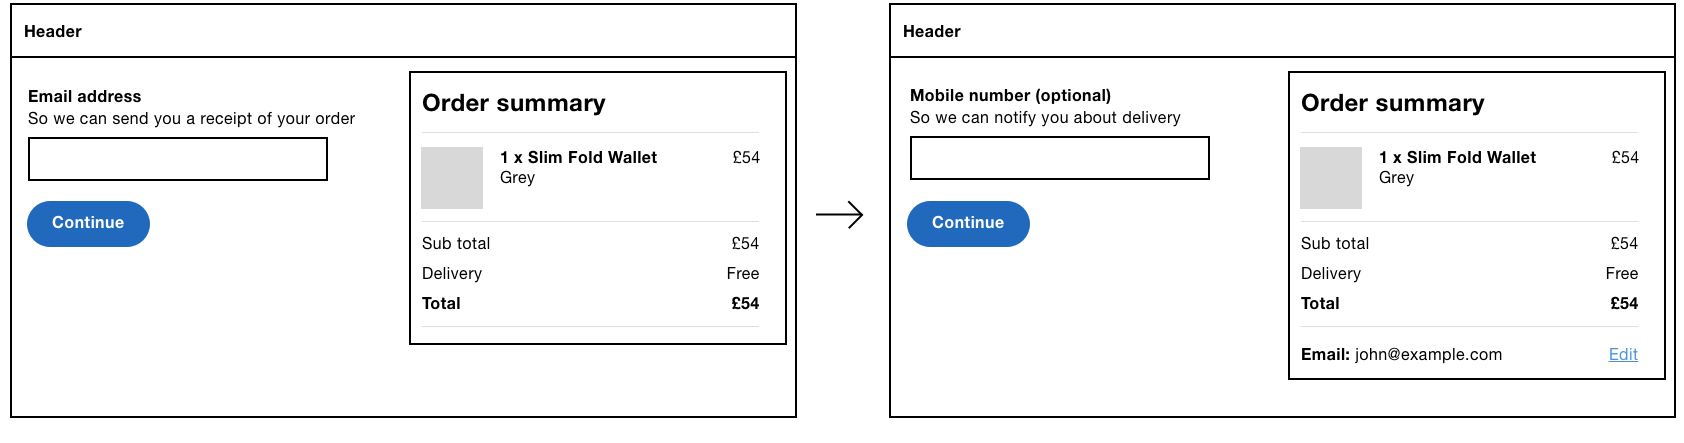 Header
Email address
So we can send you a receipt of your order
Continue
Order summary
1 x Slim Fold Wallet £54
Grey
Sub total £54
Delivery Free
Total £54
Header
Mobile number (optional)
So we can notify you about delivery
Continue
Order summary
1 x Slim Fold Wallet £54
Grey
Sub total £54
Delivery Free
Total £54
Email: john@example.com Edit